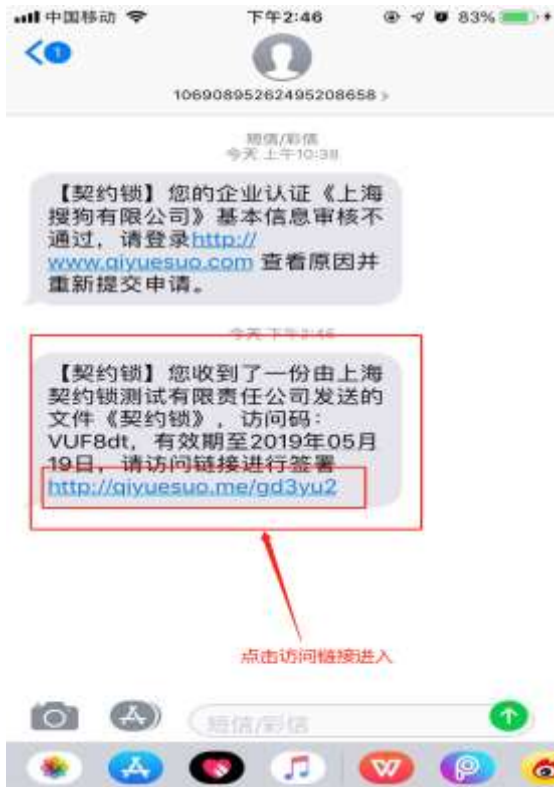 中国移动 下午2:46 83%
1
10690895262495208658 >
短信/彩信
今天 上午10:38
【契约锁】您的企业认证《上海
搜狗有限公司》基本信息审核不
通过，请登录http://
www.qiyuesuo.com 查看原因并
重新提交申请。
今天 下午2:46
【契约锁】您收到了一份由上海
契约锁测试有限责任公司发送的
文件《契约锁》，访问码：
VUF8dt，有效期至2019年05月
19日，请访问链接进行签署
http://qiyuesuo.me/gd3yu2
点击访问链接进入
短信/彩信